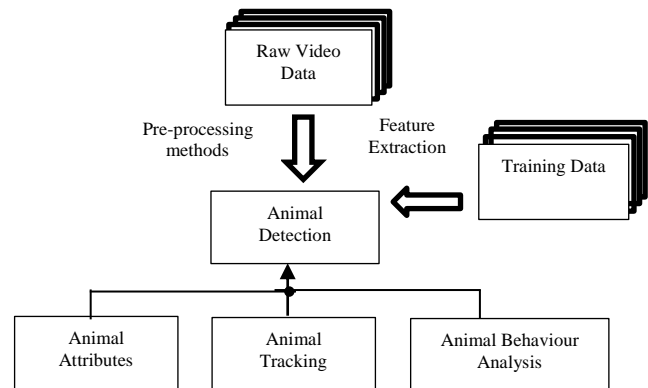 Raw Video
Data
Pre-processing
methods
Feature
Extraction
Training Data
Animal
Detection
Animal
Attributes
Animal
Tracking
Animal Behaviour
Analysis